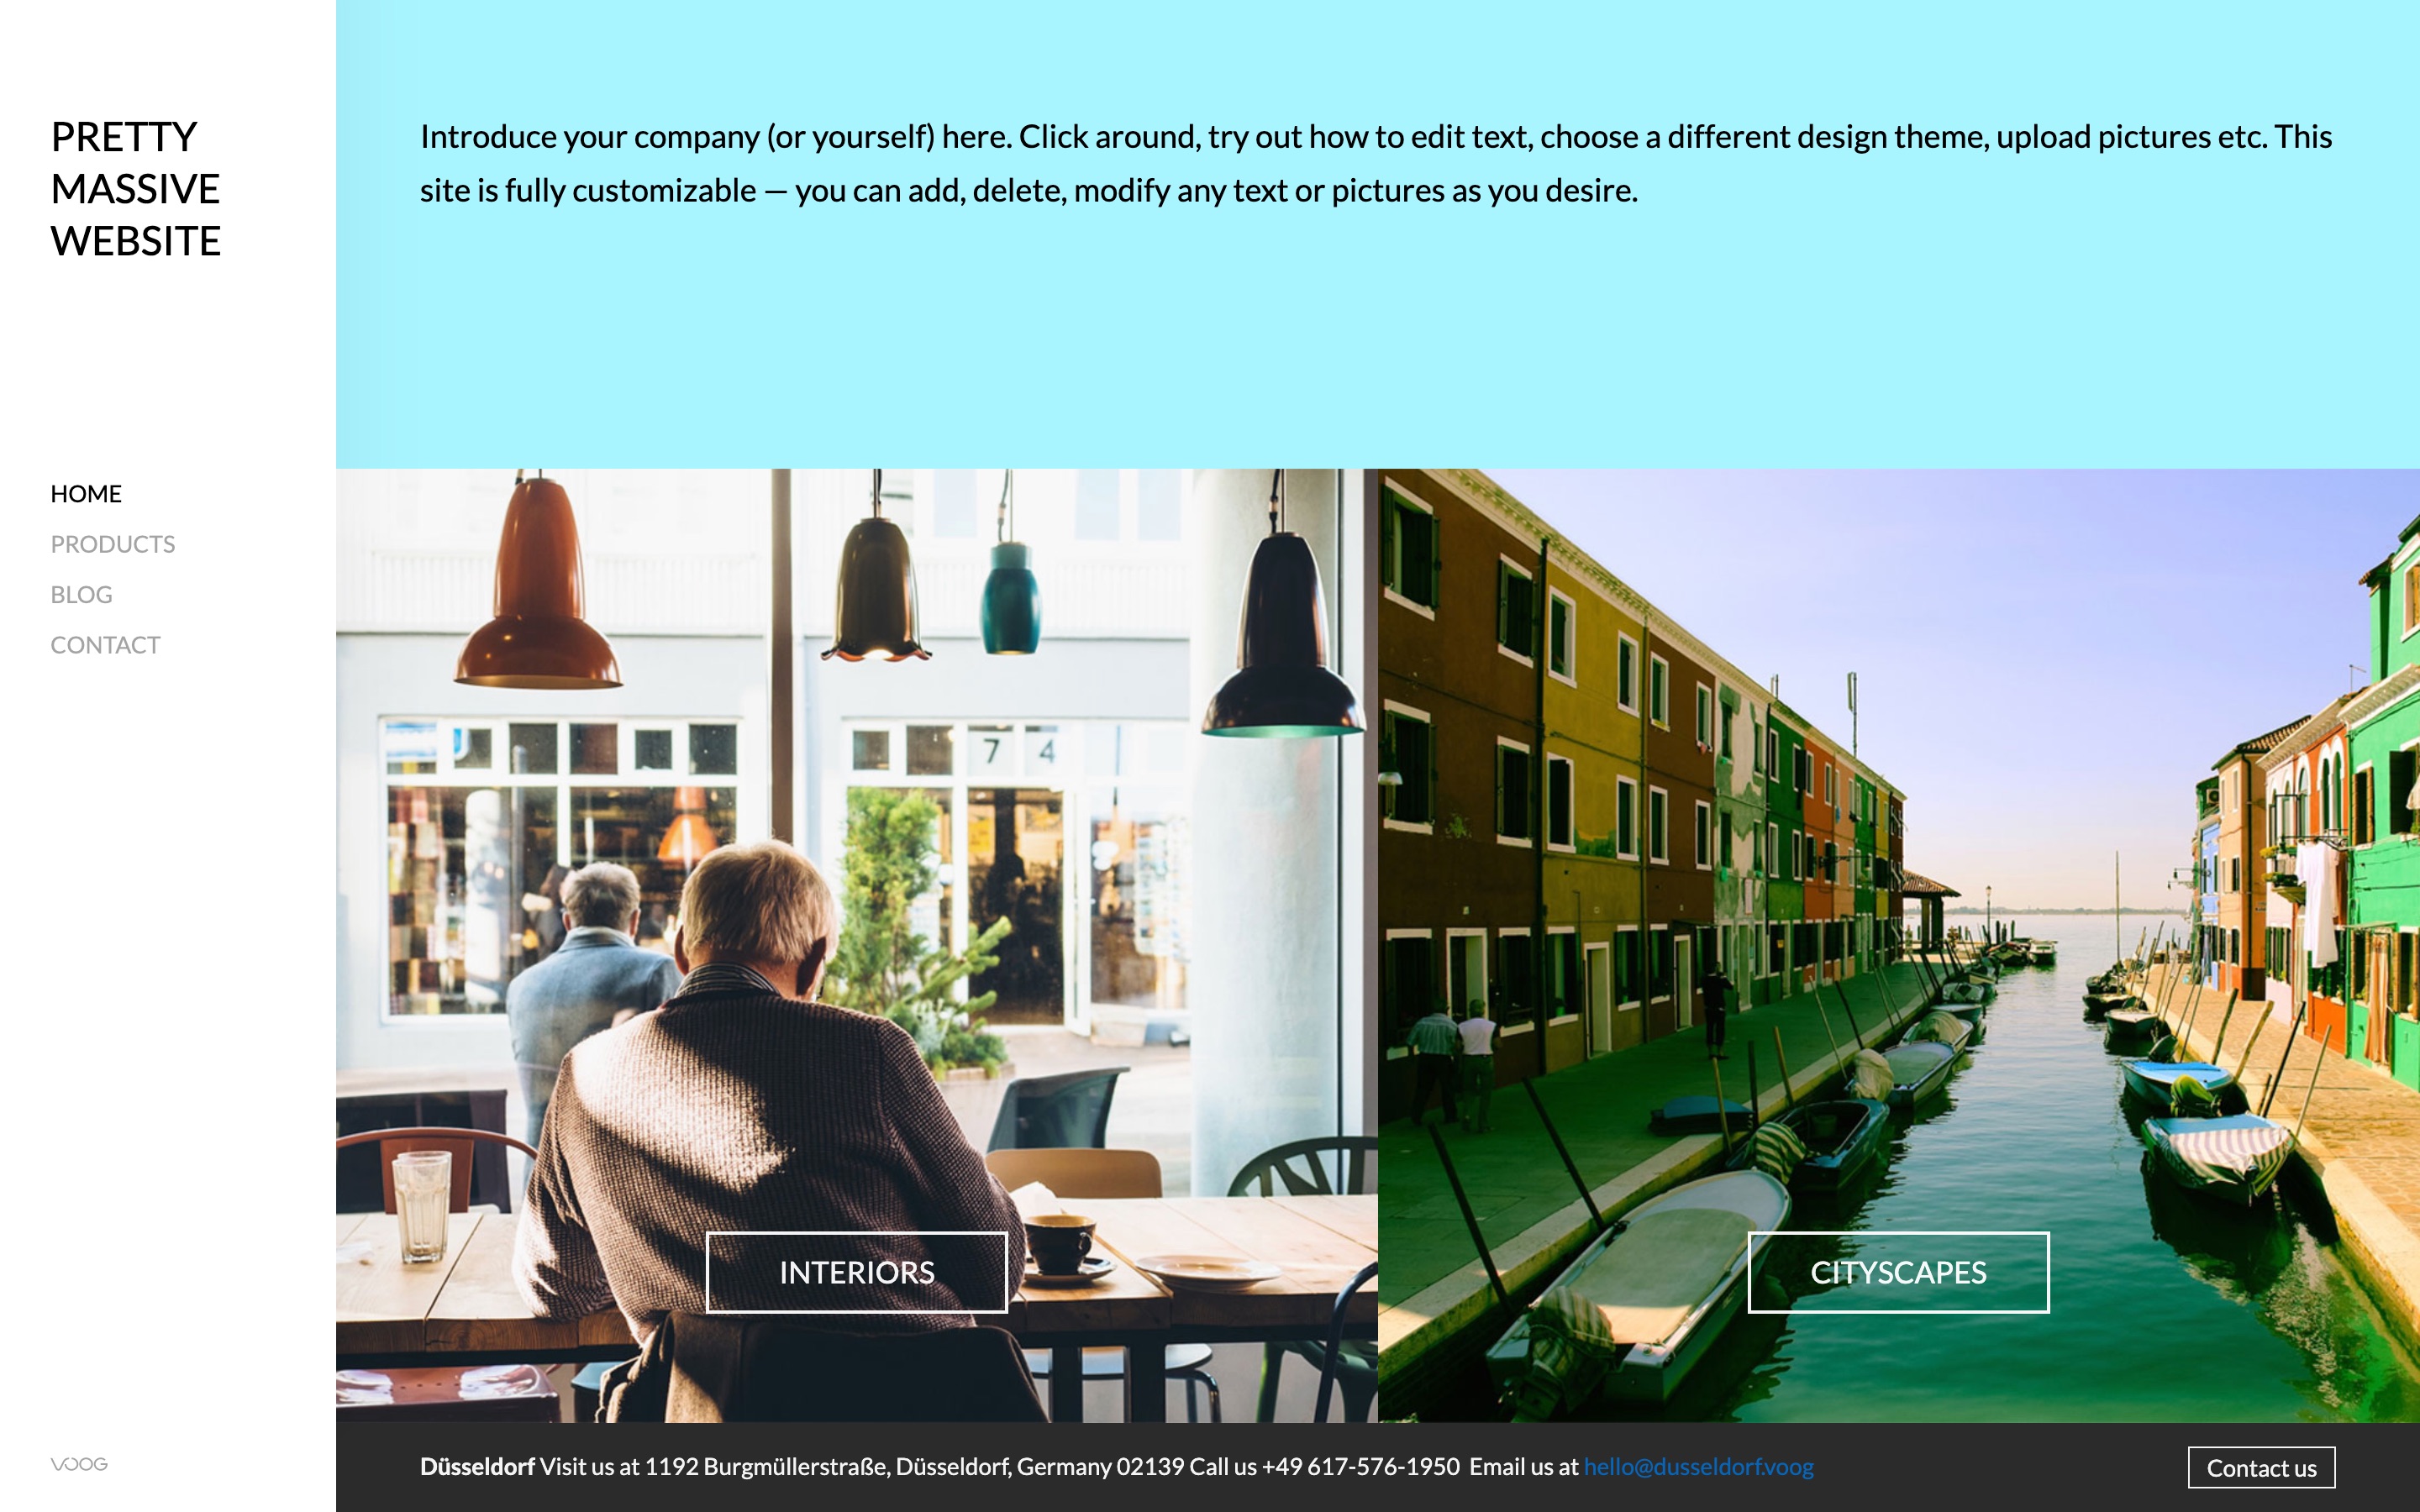 PRETTY
MASSIVE
WEBSITE
HOME
PRODUCTS
BLOG
CONTACT
VOOG
Introduce your company (or yourself) here. Click around, try out how to edit text, choose a different design theme, upload pictures etc. This
site is fully customizable — you can add, delete, modify any text or pictures as you desire.
7 4
INTERIORS
CITYSCAPES
Düsseldorf Visit us at 1192 Burgmüllerstraße, Düsseldorf, Germany 02139 Call us +49 617-576-1950 Email us at hello@dusseldorf.voog
Contact us